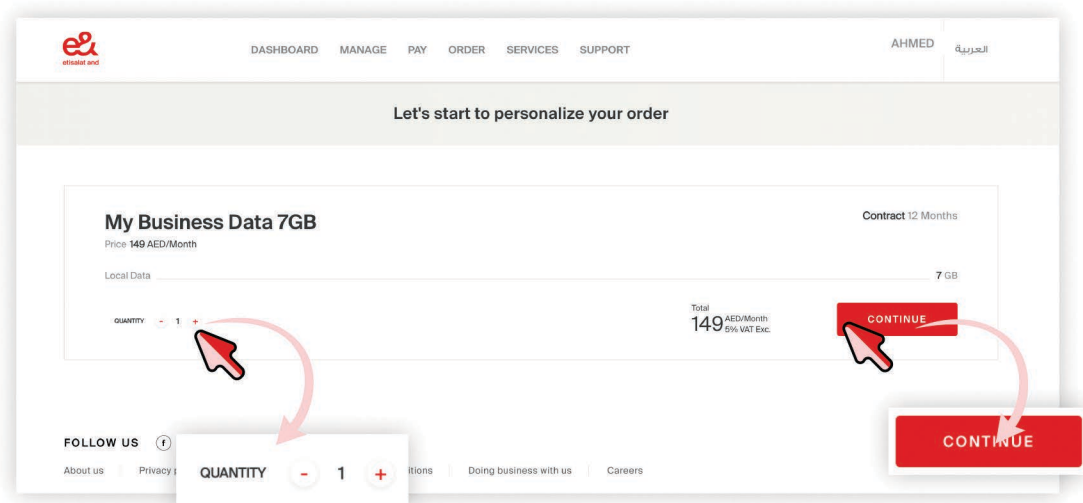 e&
etisalat and
DASHBOARD MANAGE PAY ORDER SERVICES SUPPORT AHMED العربية
Let's start to personalize your order
My Business Data 7GB
Contract 12 Months
Price 149 AED/Month
Local Data 7 GB
Total
QUANTITY - 1 + 149 AED/Month CONTINUE
5% VAT Exc.
FOLLOW US f
CONTINUE
About us Privacy Doing business with us Careers
QUANTITY - 1 +